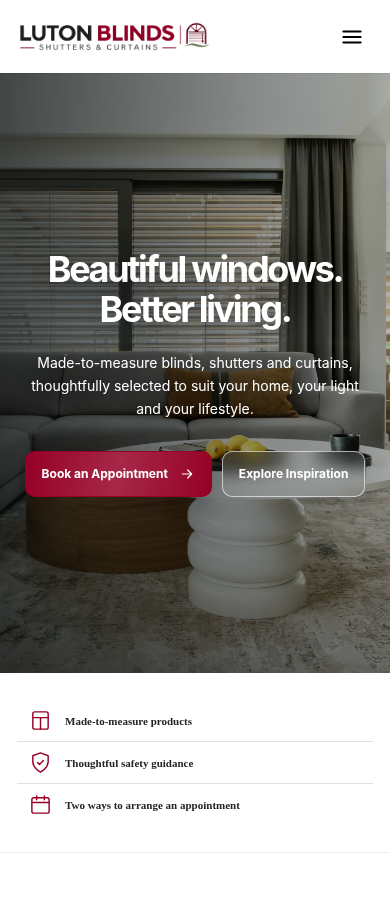 LUTON BLINDS
SHUTTERS & CURTAINS
Beautiful windows.
Better living.
Made-to-measure blinds, shutters and curtains,
thoughtfully selected to suit your home, your light
and your lifestyle.
Book an Appointment → Explore Inspiration
Made-to-measure products
Thoughtful safety guidance
Two ways to arrange an appointment